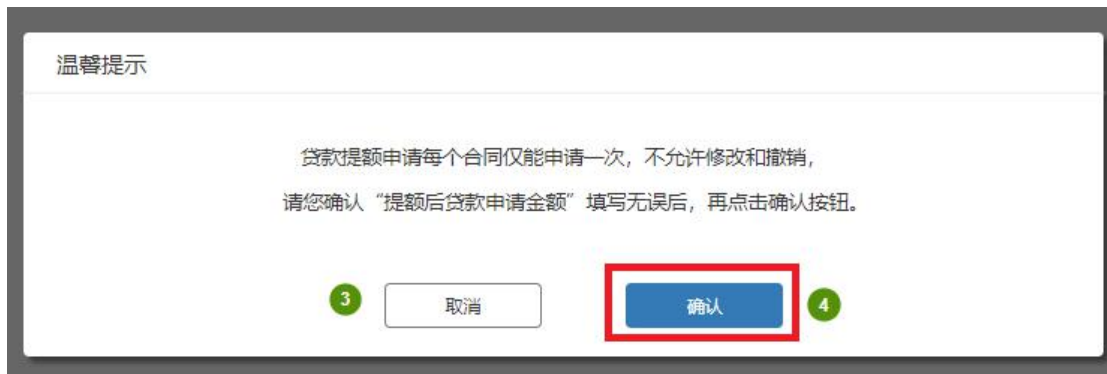 温馨提示
贷款提额申请每个合同仅能申请一次，不允许修改和撤销，
请您确认“提额后贷款申请金额”填写无误后，再点击确认按钮。
3 取消 确认 4